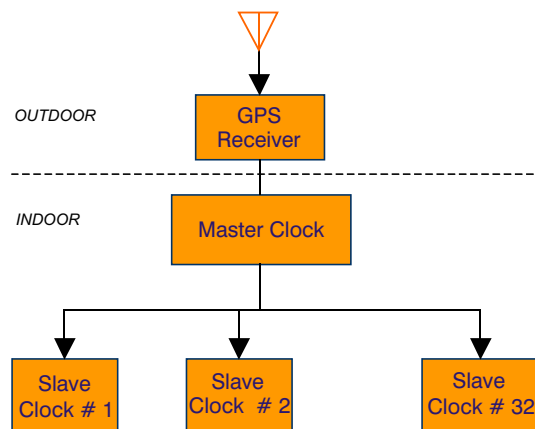 OUTDOOR
GPS
Receiver
INDOOR
Master Clock
Slave
Clock # 1
Slave
Clock # 2
Slave
Clock # 32